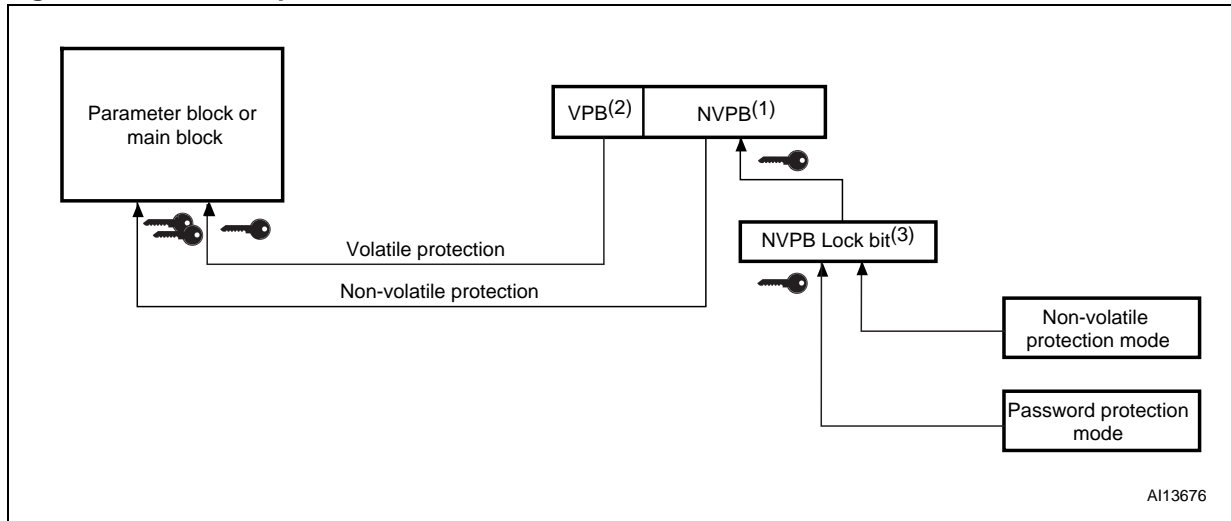 Parameter block or
main block
VPB(2)
NVPB(1)
NVPB Lock bit(3)
Volatile protection
Non-volatile protection
Non-volatile
protection mode
Password protection
mode
AI13676